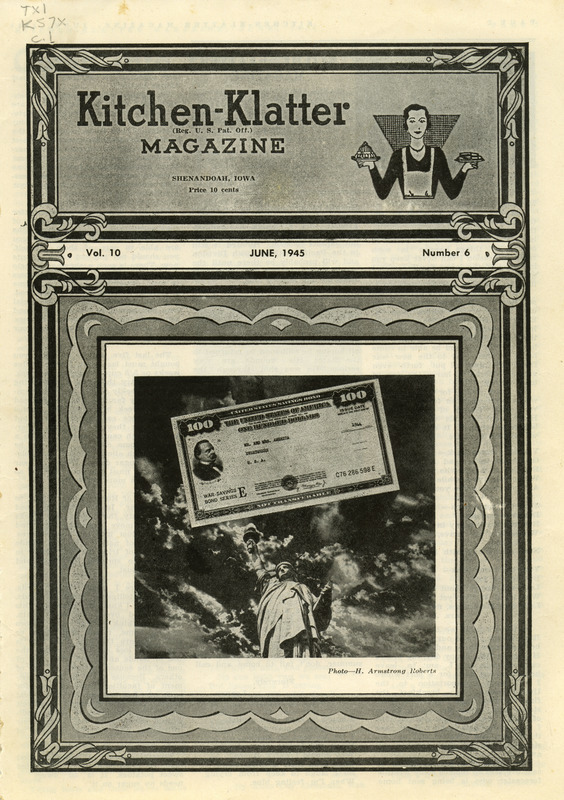 TX1
K57x
c.1
Kitchen-Klatter
(Reg. U. S. Pat. Off.)
MAGAZINE
SHENANDOAH, IOWA
Price 10 cents
Vol. 10 JUNE, 1945 Number 6
UNITED STATES SAVINGS BOND
100 THE UNITED STATES OF AMERICA 100
ONE HUNDRED DOLLARS
MR. AND MRS. AMERICA
U. S. A.
WAR SAVINGS
BOND SERIES E
C76 286 598 E
NOT TRANSFERABLE
Photo—H. Armstrong Roberts